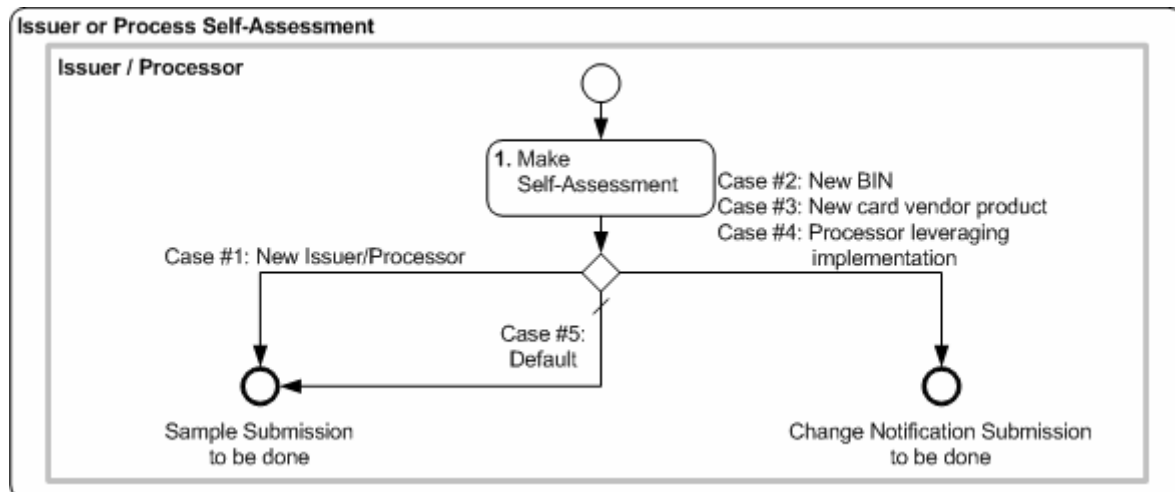 Issuer or Process Self-Assessment
Issuer / Processor
1. Make
Self-Assessment
Case #2: New BIN
Case #3: New card vendor product
Case #4: Processor leveraging
implementation
Case #1: New Issuer/Processor
Case #5:
Default
Sample Submission
to be done
Change Notification Submission
to be done